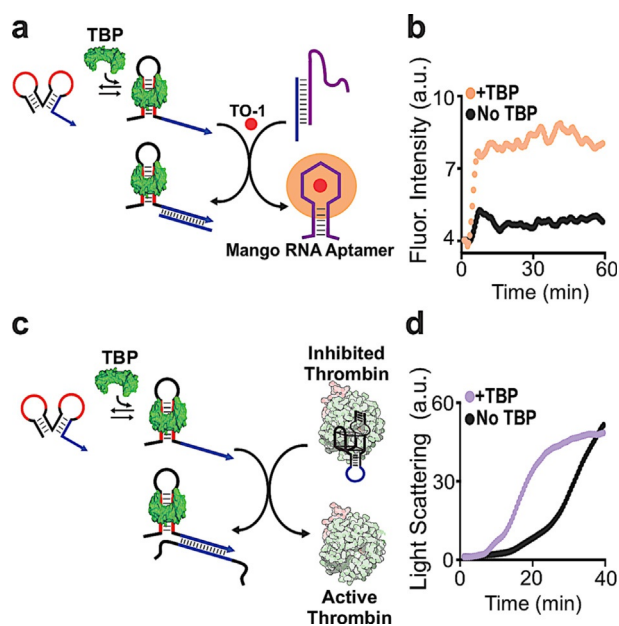 a
TBP
TO-1
Mango RNA Aptamer
b
+TBP
No TBP
Fluor. Intensity (a.u.)
10
7
4
0
30
60
Time (min)
c
TBP
Inhibited
Thrombin
Active
Thrombin
d
+TBP
No TBP
Light Scattering (a.u.)
60
30
0
0
20
40
Time (min)